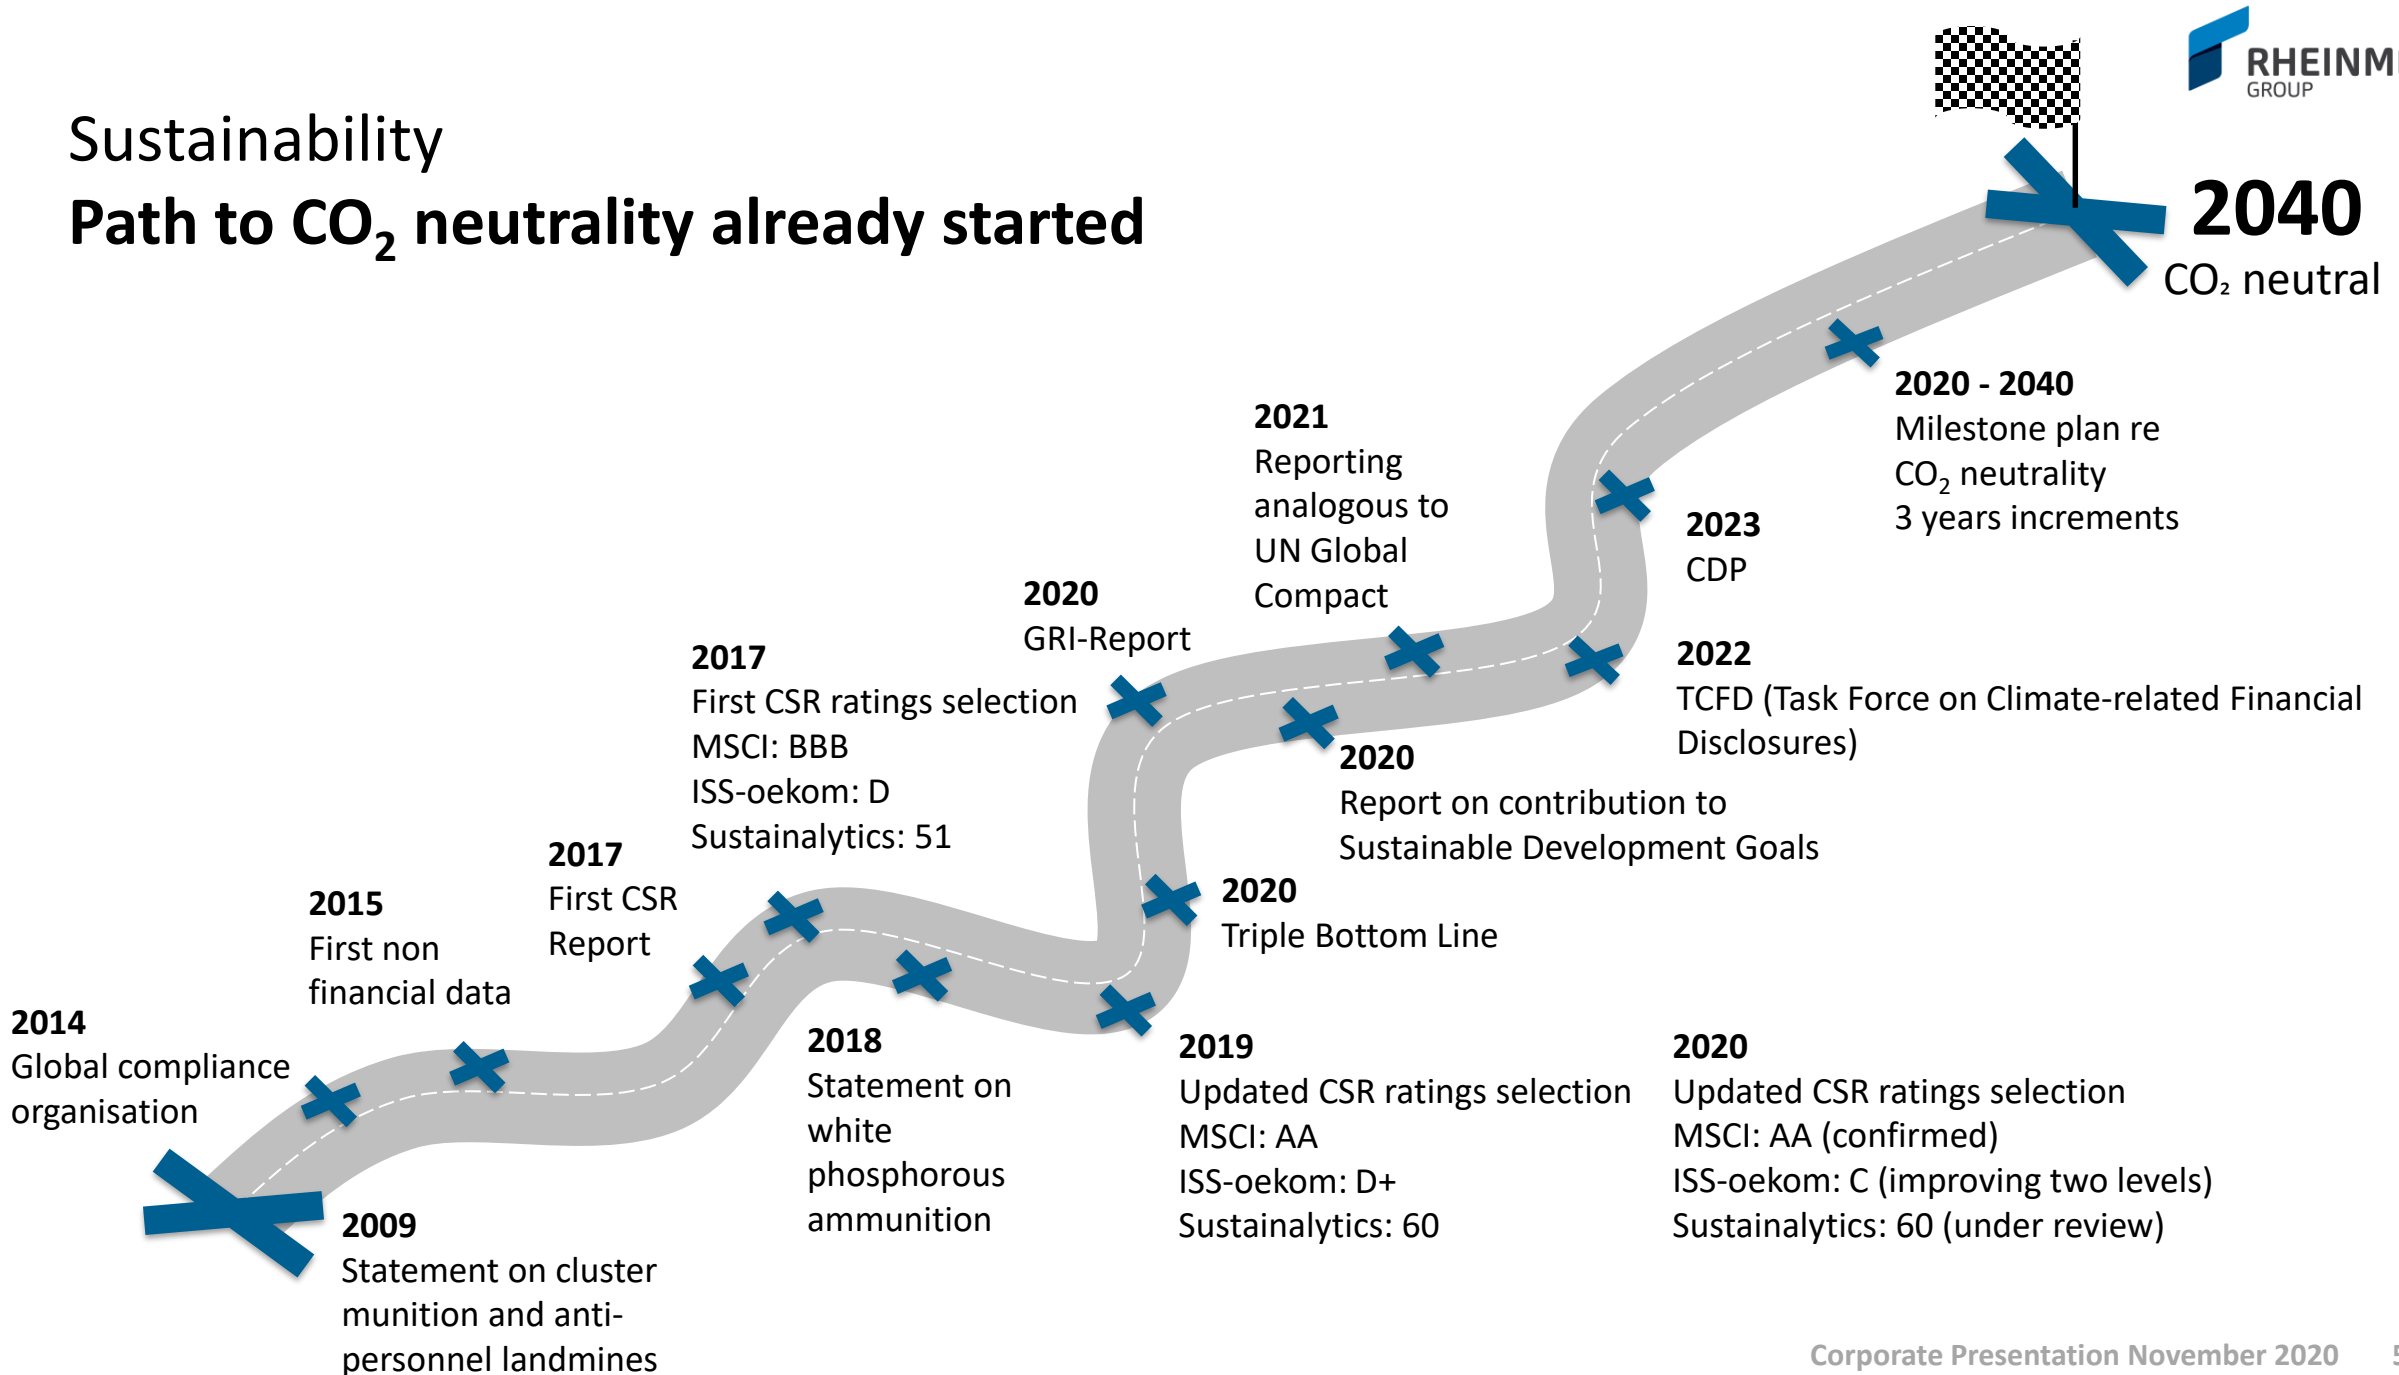 RHEINM
GROUP
Sustainability
Path to CO₂ neutrality already started
2040
CO₂ neutral
2020 - 2040
Milestone plan re
CO₂ neutrality
3 years increments
2021
Reporting
analogous to
UN Global
Compact
2023
CDP
2020
GRI-Report
2022
TCFD (Task Force on Climate-related Financial
Disclosures)
2017
First CSR ratings selection
MSCI: BBB
ISS-oekom: D
Sustainalytics: 51
2020
Report on contribution to
Sustainable Development Goals
2017
First CSR
Report
2015
First non
financial data
2020
Triple Bottom Line
2014
Global compliance
organisation
2018
Statement on
white
phosphorous
ammunition
2019
Updated CSR ratings selection
MSCI: AA
ISS-oekom: D+
Sustainalytics: 60
2020
Updated CSR ratings selection
MSCI: AA (confirmed)
ISS-oekom: C (improving two levels)
Sustainalytics: 60 (under review)
2009
Statement on cluster
munition and anti-
personnel landmines
Corporate Presentation November 2020